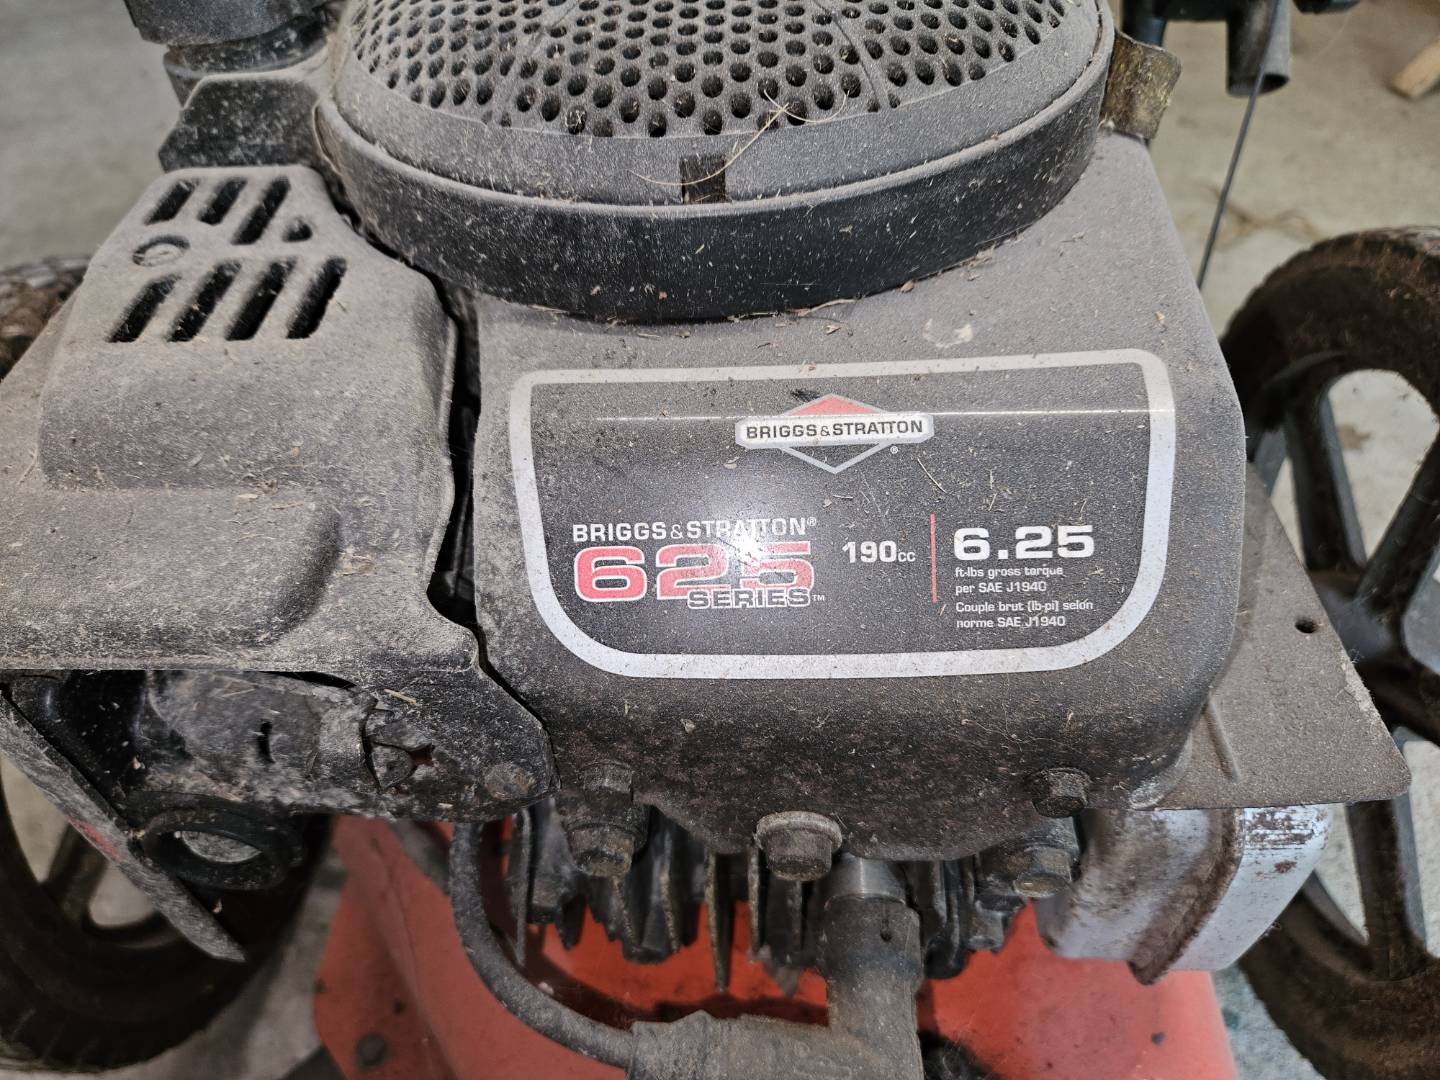 BRIGGS&STRATTON®
BRIGGS&STRATTON®
625
SERIES™
190cc
6.25
ft-lbs gross torque
per SAE J1940
Couple brut (lb-pi) selon
norme SAE J1940